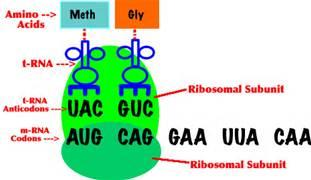 Amino Acids --> Meth Gly
t-RNA --->
Ribosomal Subunit
t-RNA Anticodons --> UAC GUC
m-RNA Codons --> AUG CAG GAA UUA CAA
Ribosomal Subunit